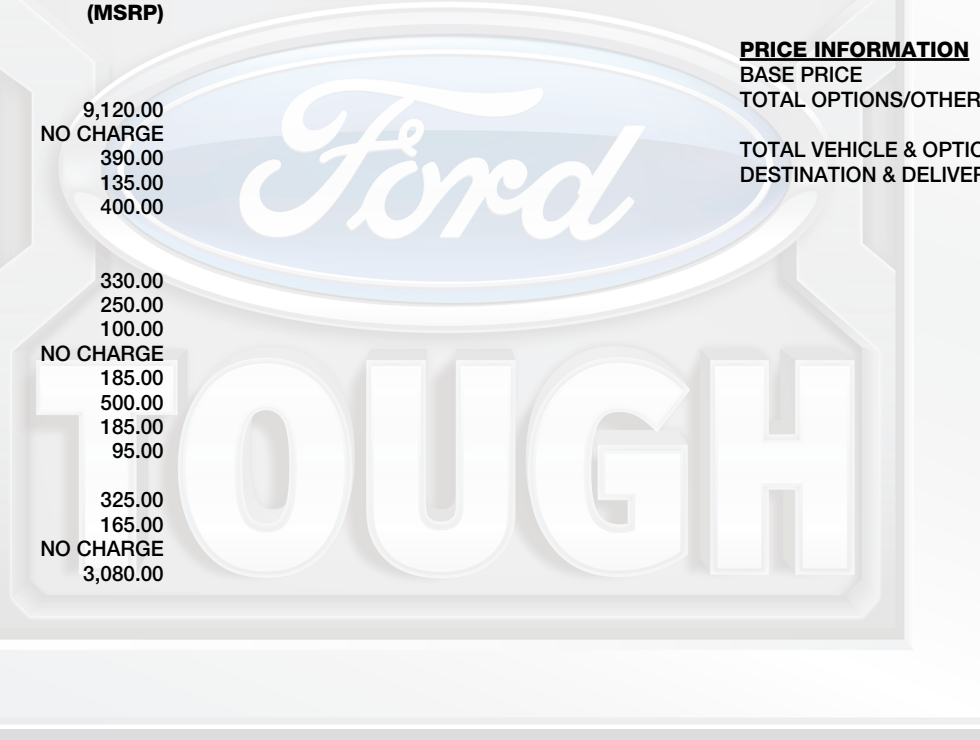 (MSRP)
9,120.00
NO CHARGE
390.00
135.00
400.00
330.00
250.00
100.00
NO CHARGE
185.00
500.00
185.00
95.00
325.00
165.00
NO CHARGE
3,080.00
PRICE INFORMATION
BASE PRICE
TOTAL OPTIONS/OTHER
TOTAL VEHICLE & OPTIO
DESTINATION & DELIVER
Ford
TOUGH